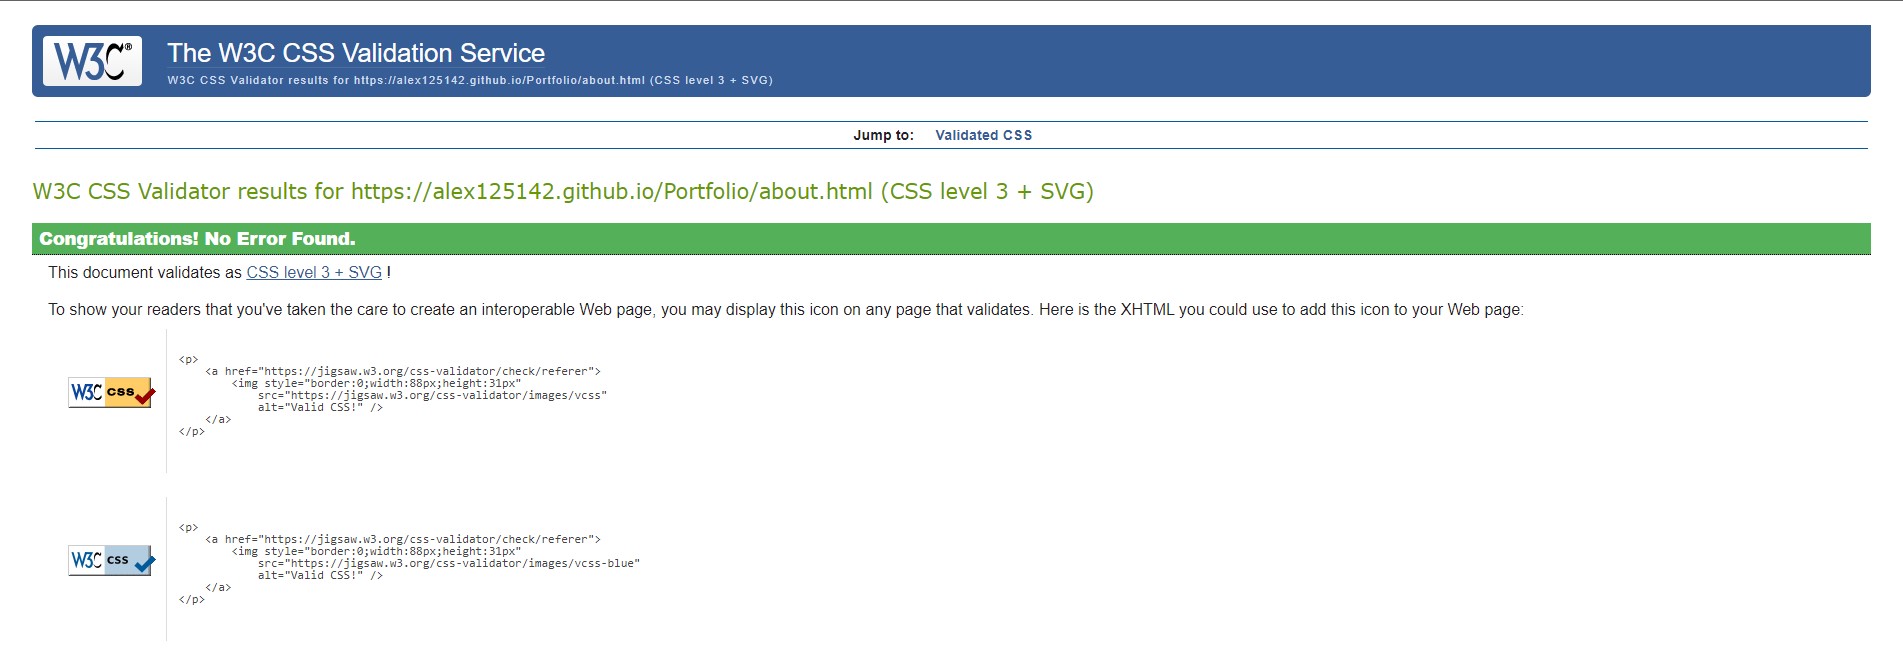 W3C®
The W3C CSS Validation Service
W3C CSS Validator results for https://alex125142.github.io/Portfolio/about.html (CSS level 3 + SVG)
Jump to: Validated CSS
W3C CSS Validator results for https://alex125142.github.io/Portfolio/about.html (CSS level 3 + SVG)
Congratulations! No Error Found.
This document validates as CSS level 3 + SVG !
To show your readers that you've taken the care to create an interoperable Web page, you may display this icon on any page that validates. Here is the XHTML you could use to add this icon to your Web page:
W3C css
<p>
    <a href="https://jigsaw.w3.org/css-validator/check/referer">
        <img style="border:0;width:88px;height:31px"
            src="https://jigsaw.w3.org/css-validator/images/vcss"
            alt="Valid CSS!" />
    </a>
</p>
W3C css
<p>
    <a href="https://jigsaw.w3.org/css-validator/check/referer">
        <img style="border:0;width:88px;height:31px"
            src="https://jigsaw.w3.org/css-validator/images/vcss-blue"
            alt="Valid CSS!" />
    </a>
</p>